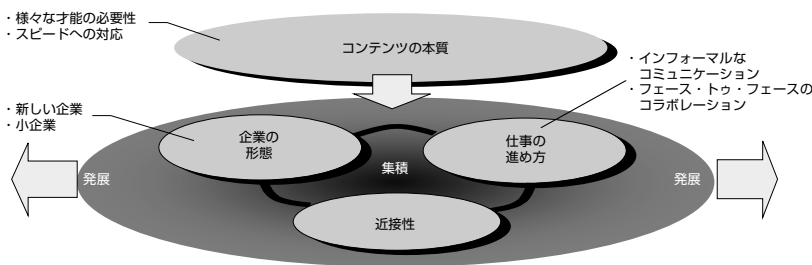 ・様々な才能の必要性
・スピードへの対応
コンテンツの本質
・インフォーマルな
コミュニケーション
・フェース・トゥ・フェースの
コラボレーション
・新しい企業
・小企業
企業の
形態
仕事の
進め方
集積
発展
発展
近接性